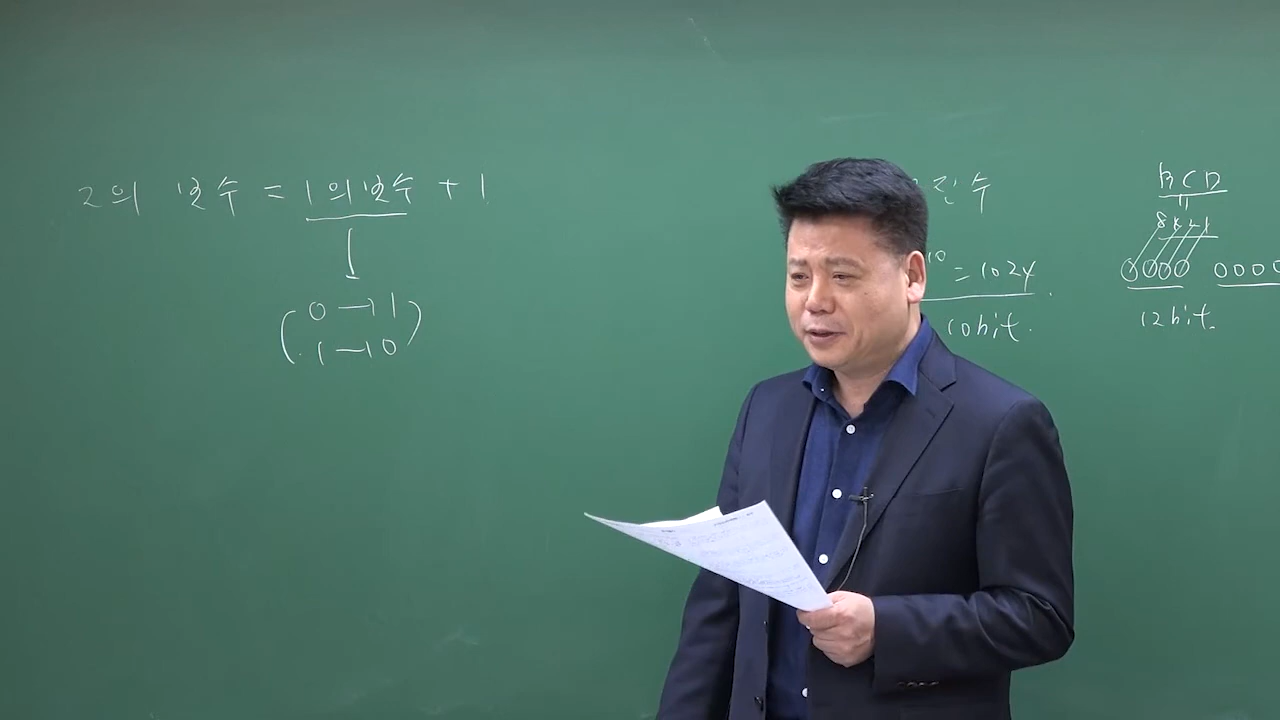 2의 보수 = 1의보수 + 1
0 → 1
1 → 0
진수
10 = 1024
10bit.
BCD
8421
0000 0000
12bit.